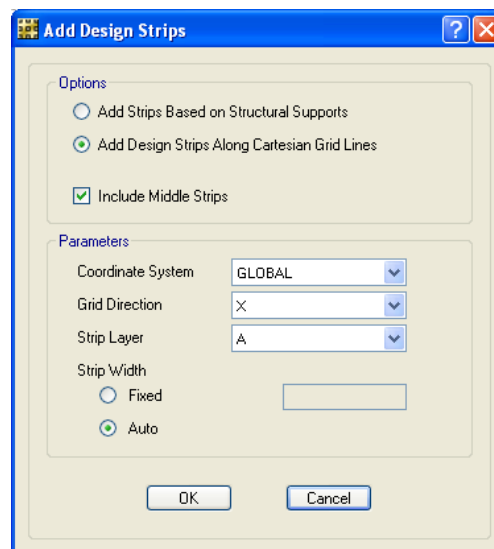 Add Design Strips
Options
Add Strips Based on Structural Supports
Add Design Strips Along Cartesian Grid Lines
Include Middle Strips
Parameters
Coordinate System GLOBAL
Grid Direction X
Strip Layer A
Strip Width
Fixed
Auto
OK Cancel